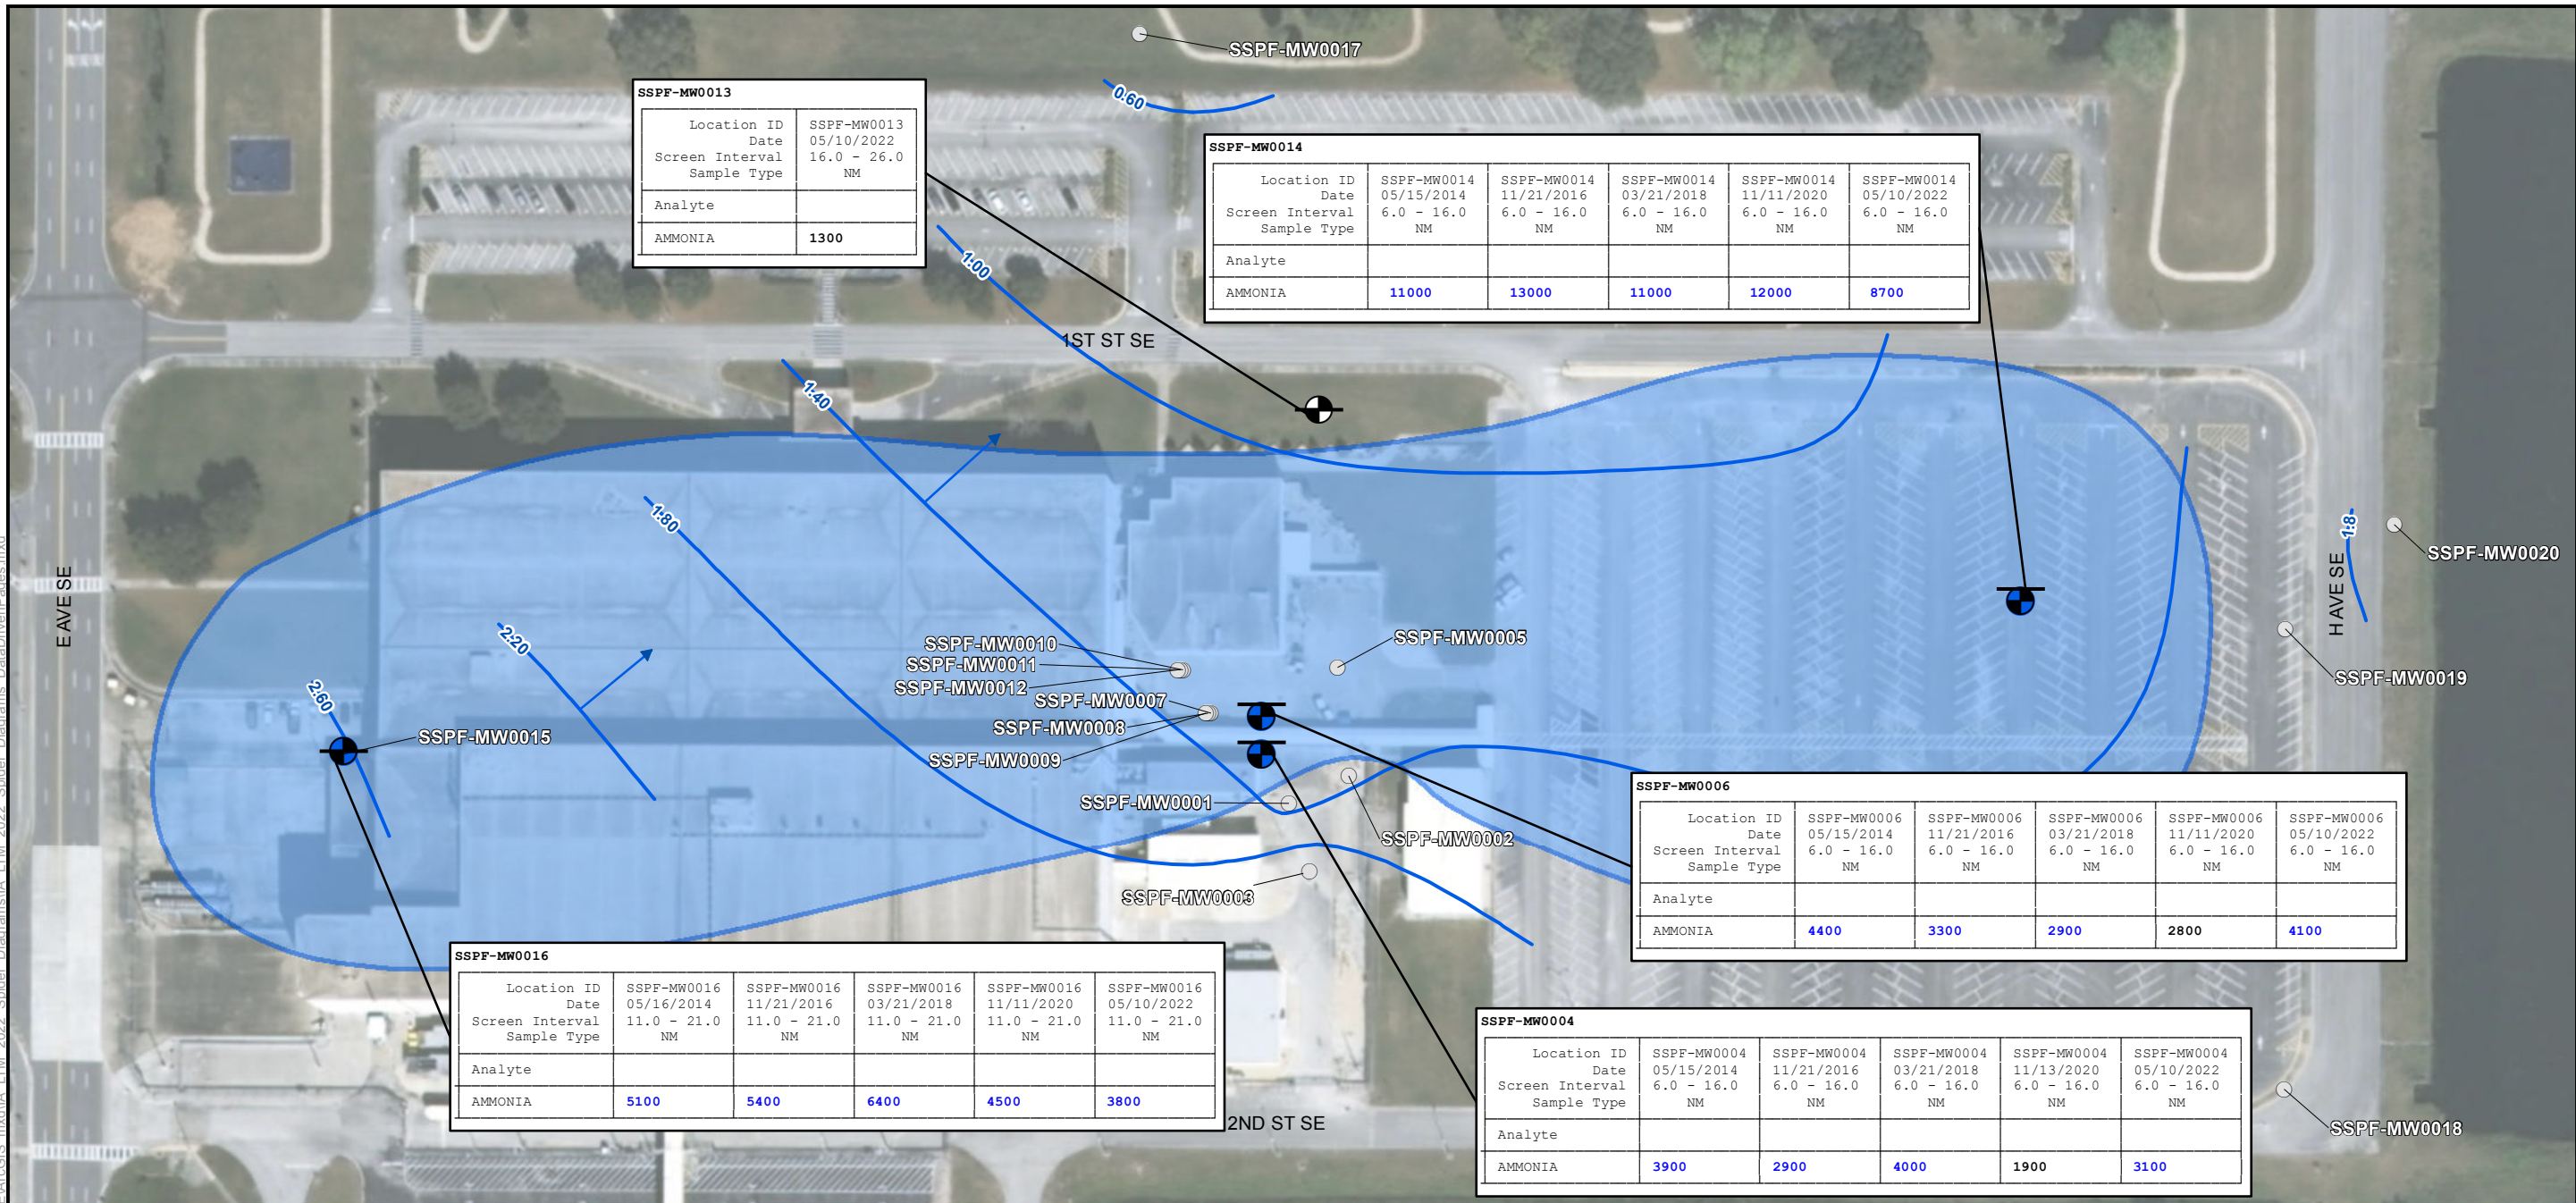 SSPF-MW0017
0.60
SSPF-MW0013
Location ID SSPF-MW0013
Date 05/10/2022
Screen Interval 16.0 - 26.0
Sample Type NM
Analyte
AMMONIA 1300
SSPF-MW0014
Location ID SSPF-MW0014 SSPF-MW0014 SSPF-MW0014 SSPF-MW0014 SSPF-MW0014
Date 05/15/2014 11/21/2016 03/21/2018 11/11/2020 05/10/2022
Screen Interval 6.0 - 16.0 6.0 - 16.0 6.0 - 16.0 6.0 - 16.0 6.0 - 16.0
Sample Type NM NM NM NM NM
Analyte
AMMONIA 11000 13000 11000 12000 8700
1.00
1ST ST SE
1.40
1.80
1.8
SSPF-MW0020
E AVE SE
H AVE SE
2.20
SSPF-MW0010
SSPF-MW0005
SSPF-MW0011
SSPF-MW0012
SSPF-MW0019
2.60
SSPF-MW0007
SSPF-MW0008
SSPF-MW0015
SSPF-MW0009
SSPF-MW0001
SSPF-MW0002
SSPF-MW0003
SSPF-MW0006
Location ID SSPF-MW0006 SSPF-MW0006 SSPF-MW0006 SSPF-MW0006 SSPF-MW0006
Date 05/15/2014 11/21/2016 03/21/2018 11/11/2020 05/10/2022
Screen Interval 6.0 - 16.0 6.0 - 16.0 6.0 - 16.0 6.0 - 16.0 6.0 - 16.0
Sample Type NM NM NM NM NM
Analyte
AMMONIA 4400 3300 2900 2800 4100
SSPF-MW0016
Location ID SSPF-MW0016 SSPF-MW0016 SSPF-MW0016 SSPF-MW0016 SSPF-MW0016
Date 05/16/2014 11/21/2016 03/21/2018 11/11/2020 05/10/2022
Screen Interval 11.0 - 21.0 11.0 - 21.0 11.0 - 21.0 11.0 - 21.0 11.0 - 21.0
Sample Type NM NM NM NM NM
Analyte
AMMONIA 5100 5400 6400 4500 3800
2ND ST SE
SSPF-MW0004
Location ID SSPF-MW0004 SSPF-MW0004 SSPF-MW0004 SSPF-MW0004 SSPF-MW0004
Date 05/15/2014 11/21/2016 03/21/2018 11/13/2020 05/10/2022
Screen Interval 6.0 - 16.0 6.0 - 16.0 6.0 - 16.0 6.0 - 16.0 6.0 - 16.0
Sample Type NM NM NM NM NM
Analyte
AMMONIA 3900 2900 4000 1900 3100
SSPF-MW0018